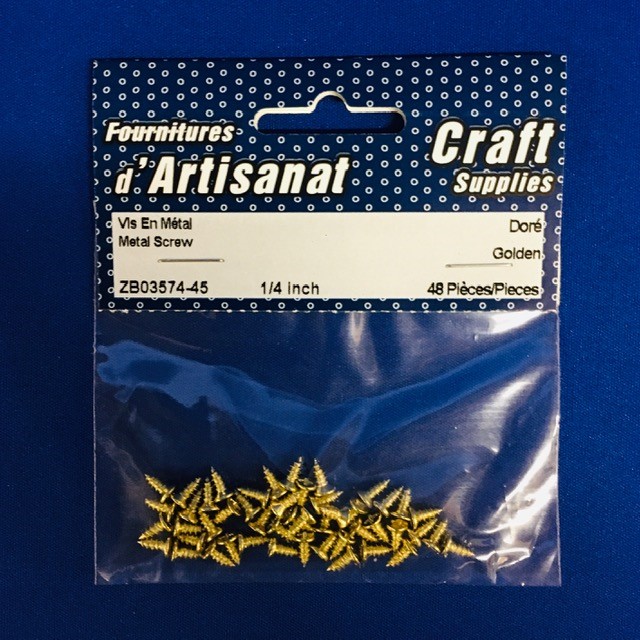 Fournitures
d'Artisanat
Craft
Supplies
Vis En Métal
Metal Screw
Doré
Golden
ZB03574-45 1/4 inch 48 Pièces/Pieces